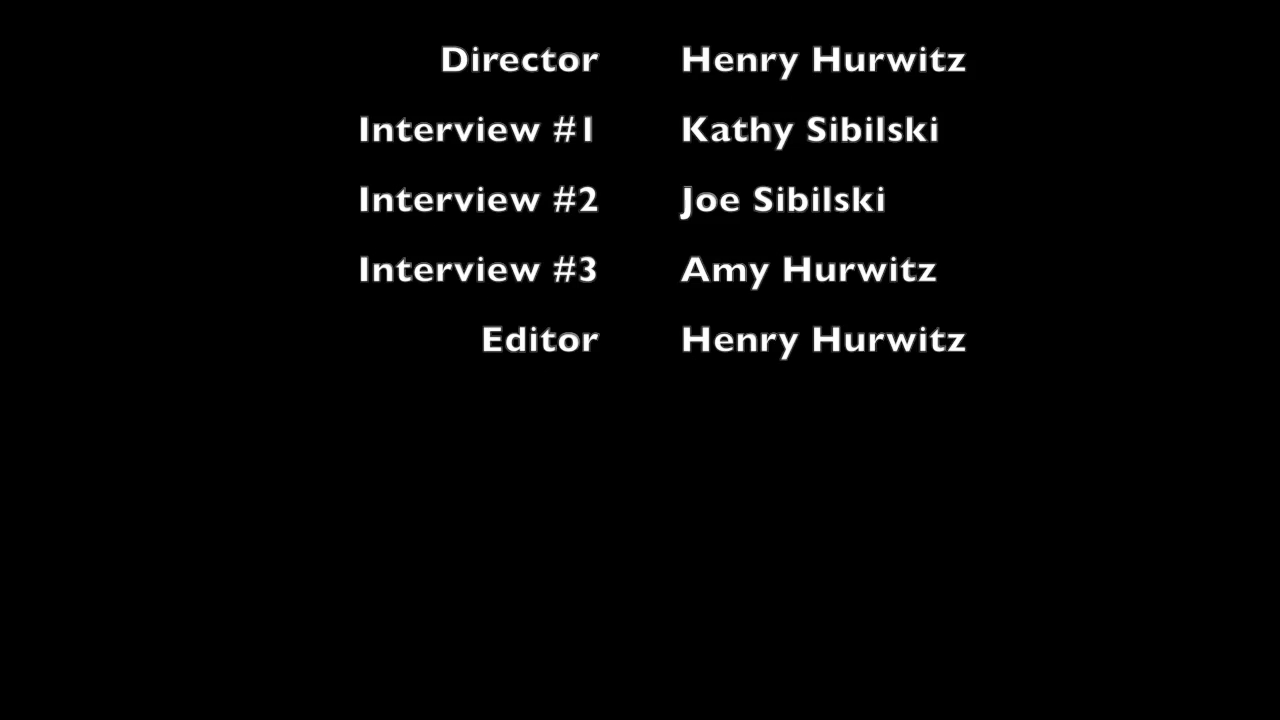 Director Henry Hurwitz
Interview #1 Kathy Sibilski
Interview #2 Joe Sibilski
Interview #3 Amy Hurwitz
Editor Henry Hurwitz